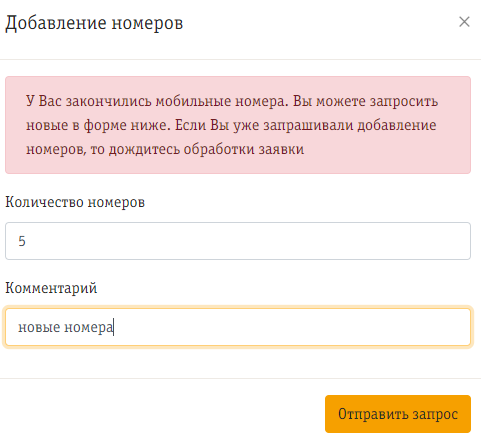 Добавление номеров
×
У Вас закончились мобильные номера. Вы можете запросить
новые в форме ниже. Если Вы уже запрашивали добавление
номеров, то дождитесь обработки заявки
Количество номеров
5
Комментарий
новые номера
Отправить запрос